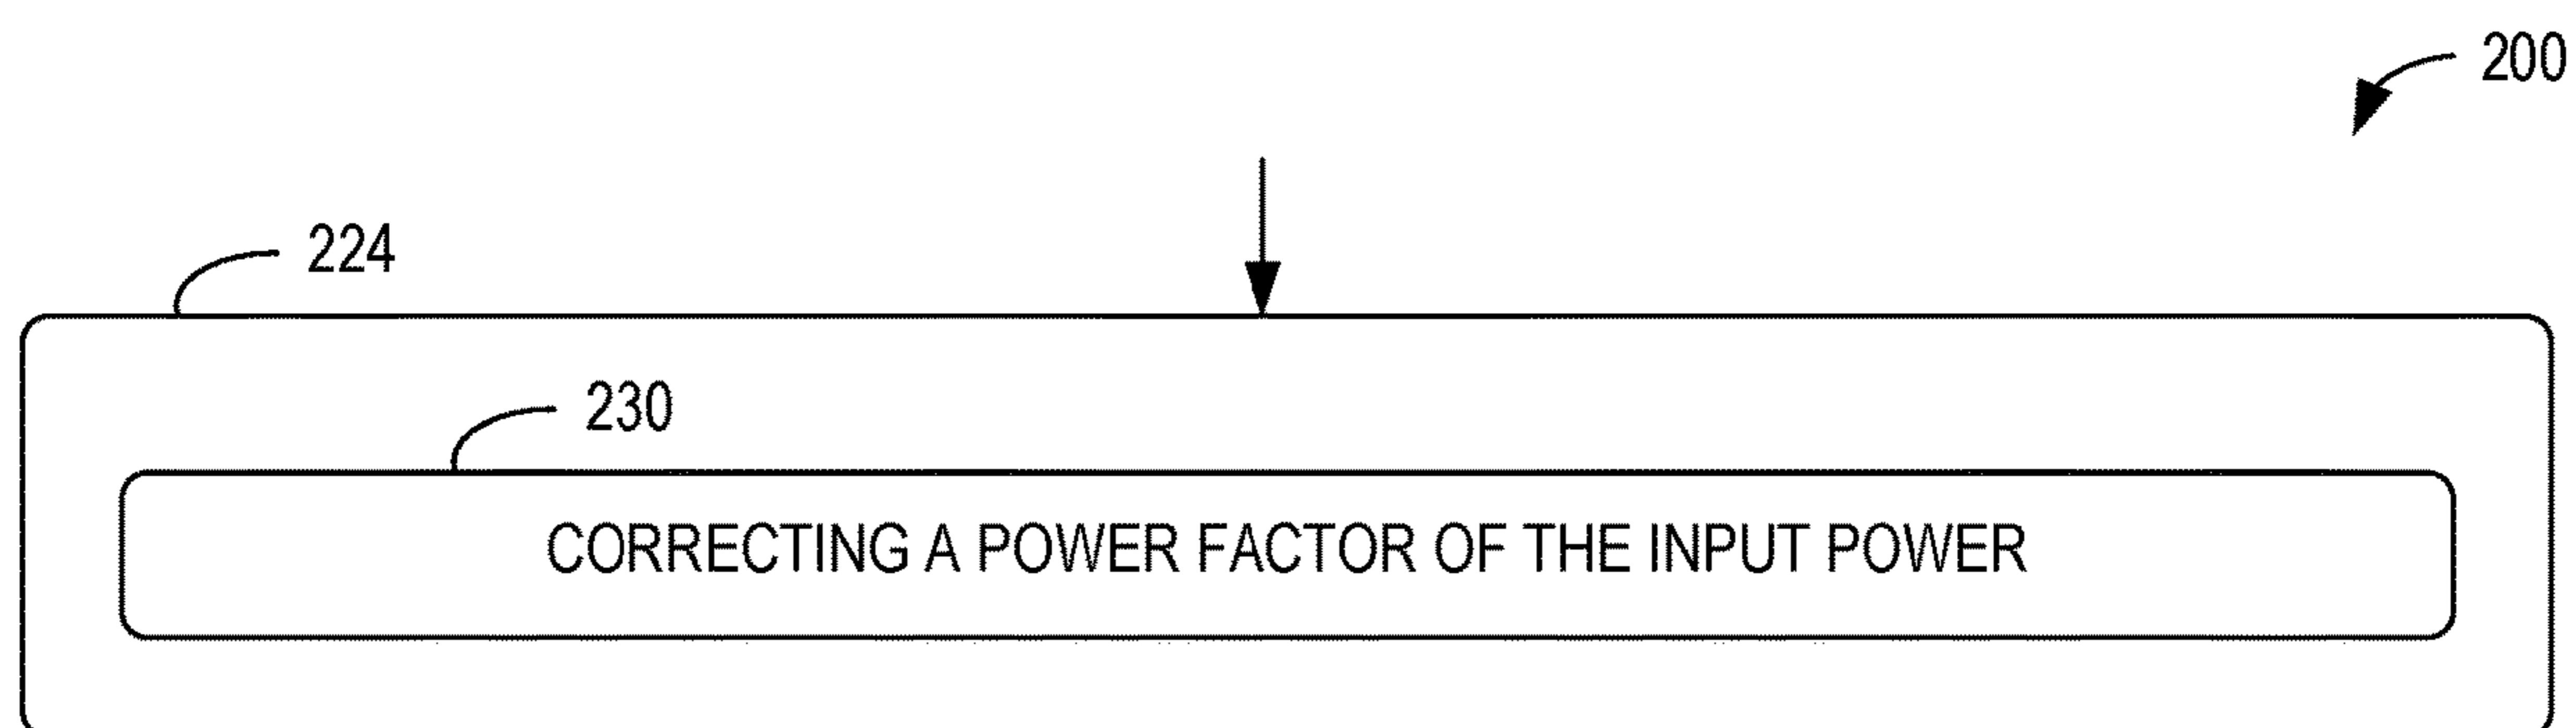 200
224
230
CORRECTING A POWER FACTOR OF THE INPUT POWER